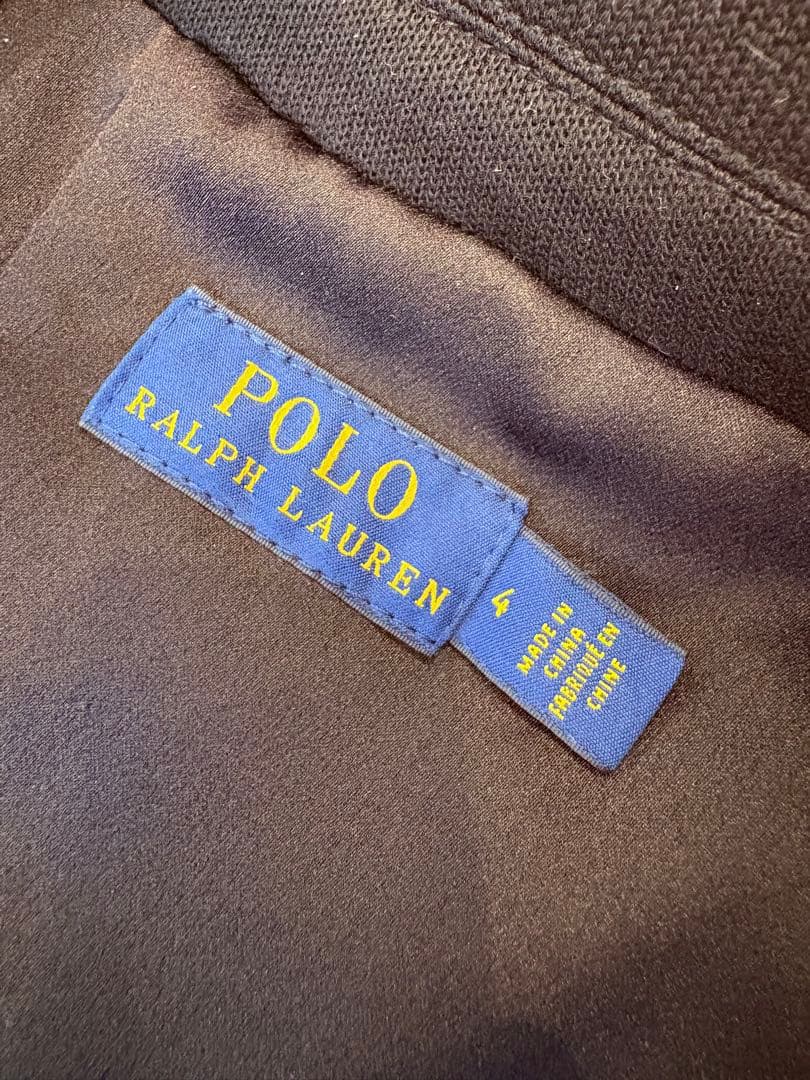 POLO
RALPH LAUREN
4
MADE IN
CHINA
FABRIQUÉ EN
CHINE